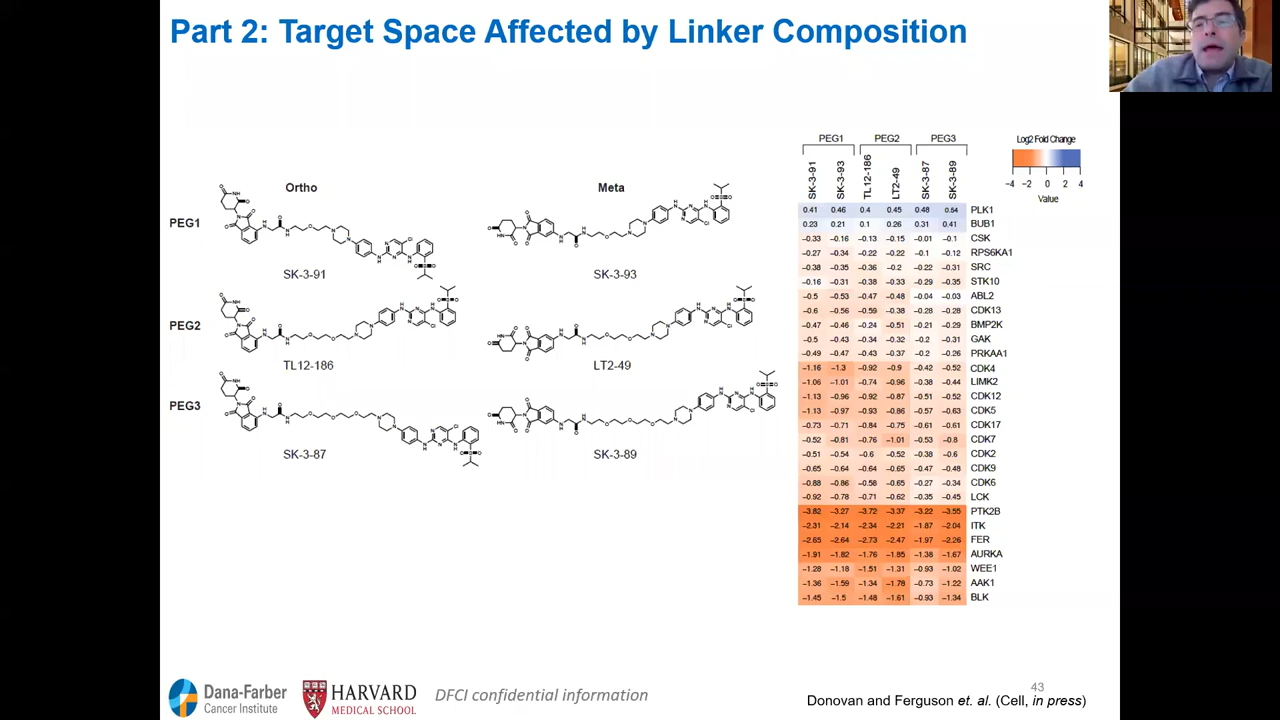 Part 2: Target Space Affected by Linker Composition
Ortho
Meta
PEG1
SK-3-91
SK-3-93
PEG2
TL12-186
LT2-49
PEG3
SK-3-87
SK-3-89
PEG1 PEG2 PEG3
SK-3-91 SK-3-93 TL12-186 LT2-49 SK-3-87 SK-3-89
Log2 Fold Change
−4 −2 0 2 4
Value
0.41 0.46 0.4 0.45 0.48 0.54 PLK1
0.23 0.21 0.1 0.26 0.31 0.41 BUB1
−0.33 −0.16 −0.13 −0.15 −0.01 −0.1 CSK
−0.27 −0.34 −0.22 −0.22 −0.1 −0.12 RPS6KA1
−0.38 −0.35 −0.36 −0.2 −0.22 −0.31 SRC
−0.16 −0.31 −0.38 −0.33 −0.29 −0.35 STK10
−0.5 −0.53 −0.47 −0.48 −0.04 −0.03 ABL2
−0.6 −0.56 −0.59 −0.38 −0.28 −0.28 CDK13
−0.47 −0.46 −0.24 −0.51 −0.21 −0.29 BMP2K
−0.5 −0.43 −0.34 −0.32 −0.2 −0.31 GAK
−0.49 −0.47 −0.43 −0.37 −0.2 −0.26 PRKAA1
−1.16 −1.3 −0.92 −0.9 −0.42 −0.52 CDK4
−1.06 −1.01 −0.74 −0.96 −0.38 −0.44 LIMK2
−1.13 −0.96 −0.92 −0.87 −0.51 −0.52 CDK12
−1.13 −0.97 −0.93 −0.86 −0.57 −0.63 CDK5
−0.73 −0.71 −0.84 −0.75 −0.61 −0.61 CDK17
−0.52 −0.81 −0.76 −1.01 −0.53 −0.8 CDK7
−0.51 −0.54 −0.6 −0.52 −0.38 −0.6 CDK2
−0.65 −0.64 −0.64 −0.65 −0.47 −0.48 CDK9
−0.88 −0.86 −0.58 −0.65 −0.27 −0.34 CDK6
−0.92 −0.78 −0.71 −0.62 −0.35 −0.45 LCK
−3.82 −3.27 −3.72 −3.37 −3.22 −3.55 PTK2B
−2.31 −2.14 −2.34 −2.21 −1.87 −2.04 ITK
−2.65 −2.64 −2.73 −2.47 −1.97 −2.26 FER
−1.91 −1.82 −1.76 −1.85 −1.38 −1.67 AURKA
−1.28 −1.18 −1.51 −1.31 −0.93 −1.02 WEE1
−1.36 −1.59 −1.34 −1.78 −0.73 −1.22 AAK1
−1.45 −1.5 −1.48 −1.61 −0.93 −1.34 BLK
Dana-Farber
Cancer Institute
HARVARD
MEDICAL SCHOOL
DFCI confidential information
43
Donovan and Ferguson et. al. (Cell, in press)